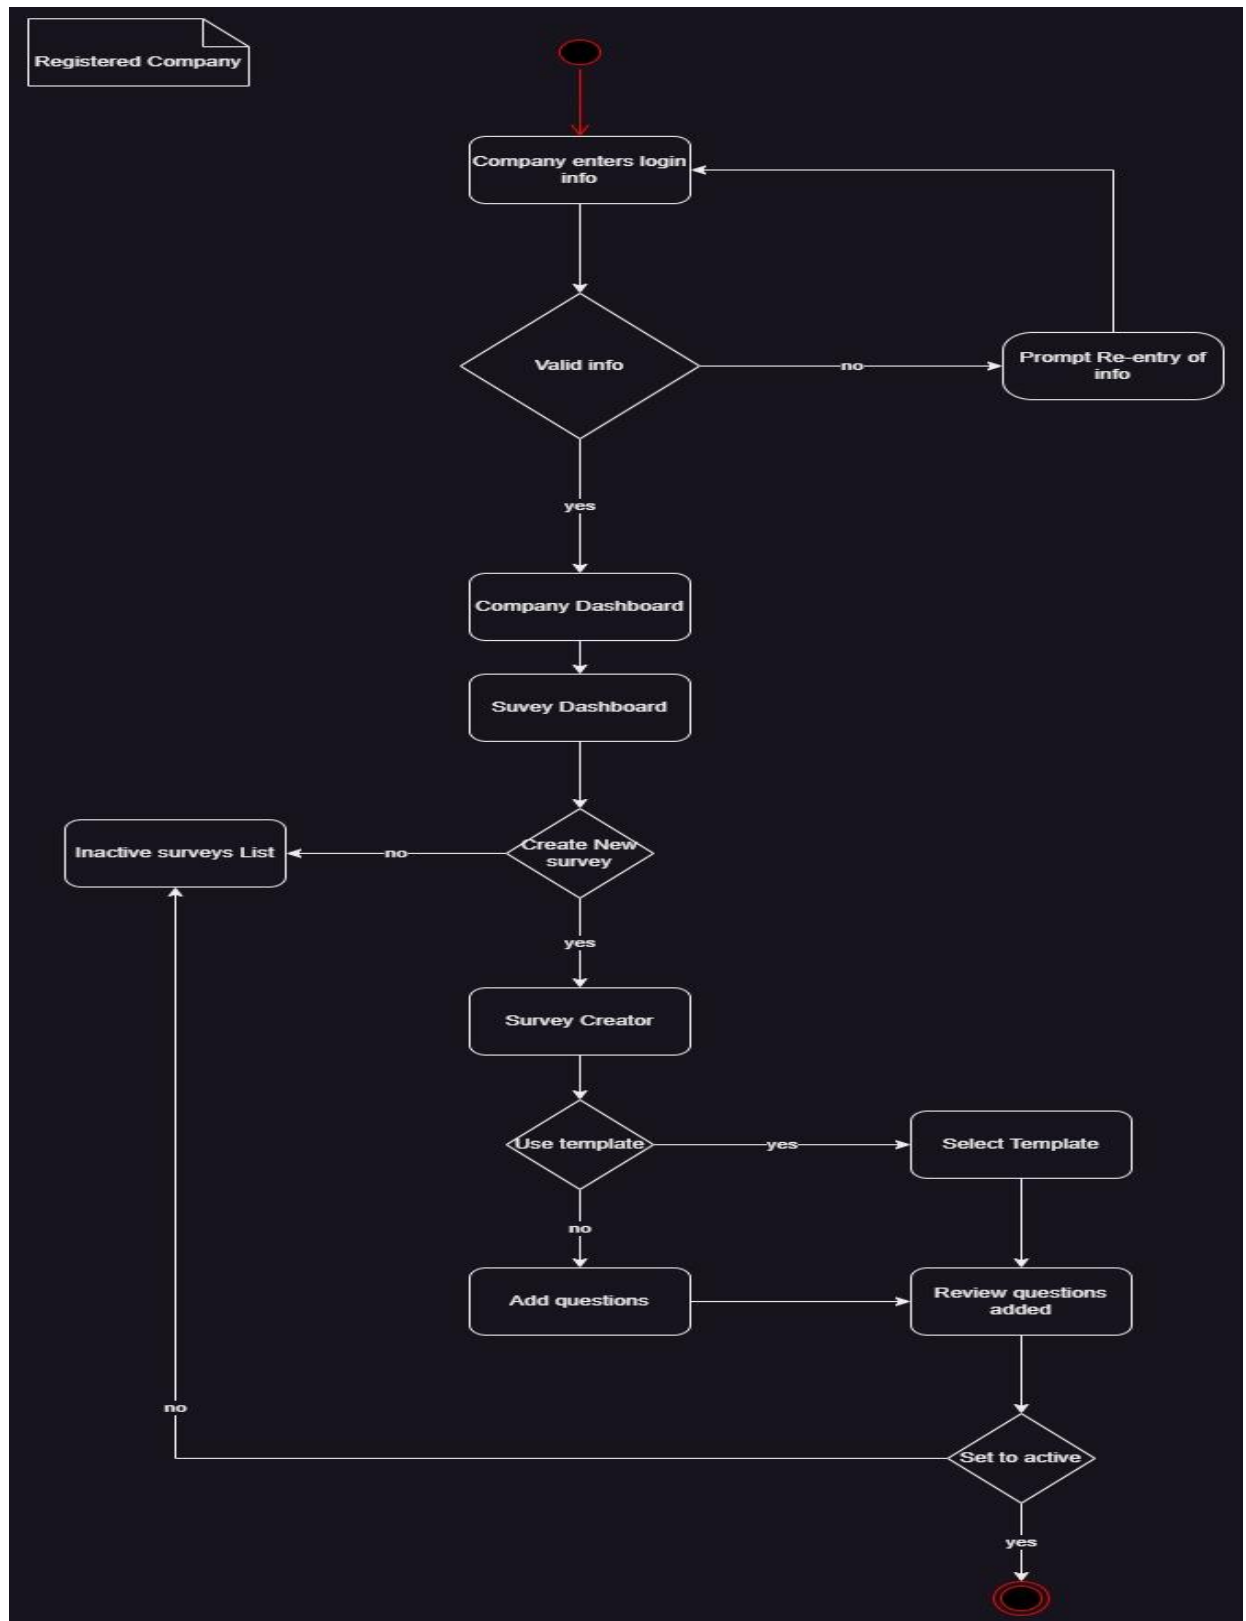 Registered Company
Company enters login
info
Valid info
no
Prompt Re-entry of
info
yes
Company Dashboard
Suvey Dashboard
Inactive surveys List
no
Create New
survey
yes
Survey Creator
Use template
yes
Select Template
no
Add questions
Review questions
added
no
Set to active
yes